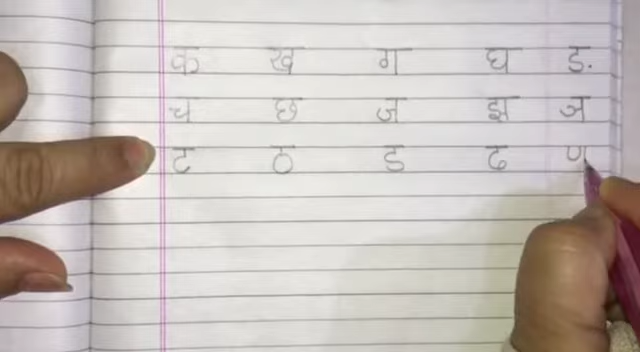 क ख ग घ ङ
च छ ज झ ञ
ट ठ ड ढ ण